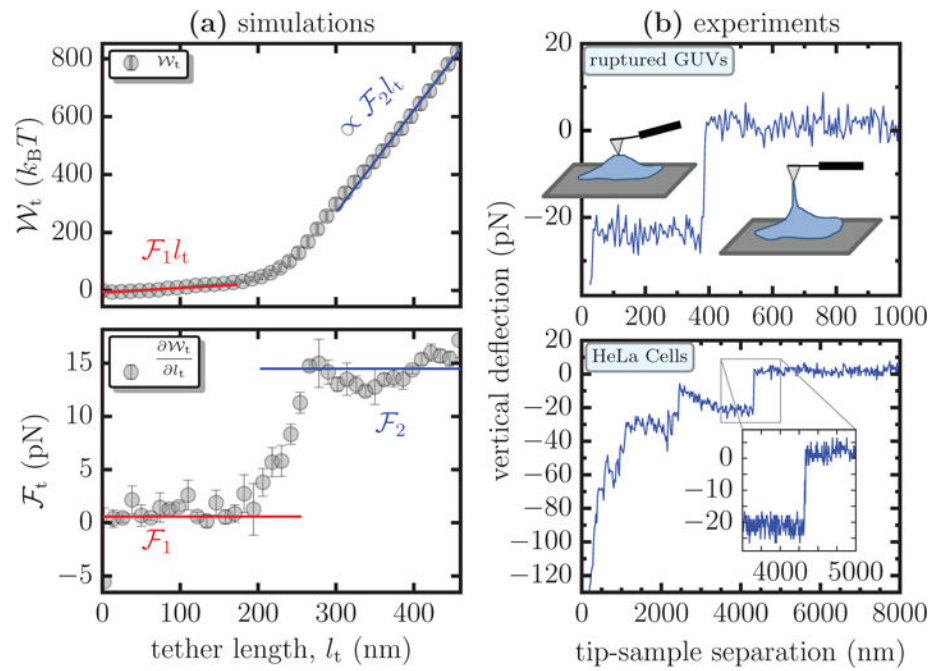 (a) simulations
800
600
400
200
0
𝒲ₜ (k_B T)
𝒲ₜ
ℱ₁lₜ
∝ ℱ₂lₜ
15
10
5
0
−5
ℱₜ (pN)
∂𝒲ₜ
∂lₜ
ℱ₁
ℱ₂
0 100 200 300 400
tether length, lₜ (nm)
(b) experiments
20
0
−20
ruptured GUVs
0 200 400 600 800 1000
vertical deflection (pN)
20
0
−20
−40
−60
−80
−100
−120
HeLa Cells
0
−10
−20
4000 5000
0 2000 4000 6000 8000
tip-sample separation (nm)